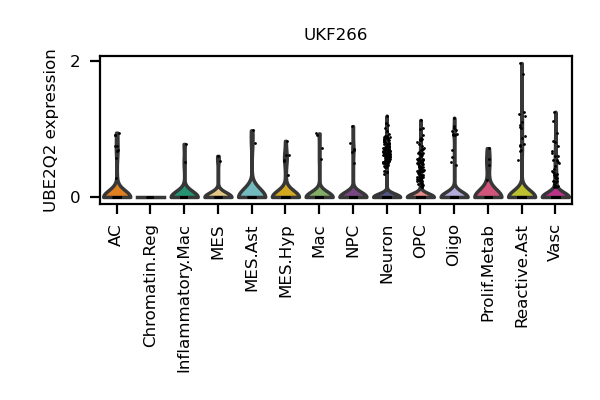 UKF266
UBE2Q2 expression
2
0
AC
Chromatin.Reg
Inflammatory.Mac
MES
MES.Ast
MES.Hyp
Mac
NPC
Neuron
OPC
Oligo
Prolif.Metab
Reactive.Ast
Vasc